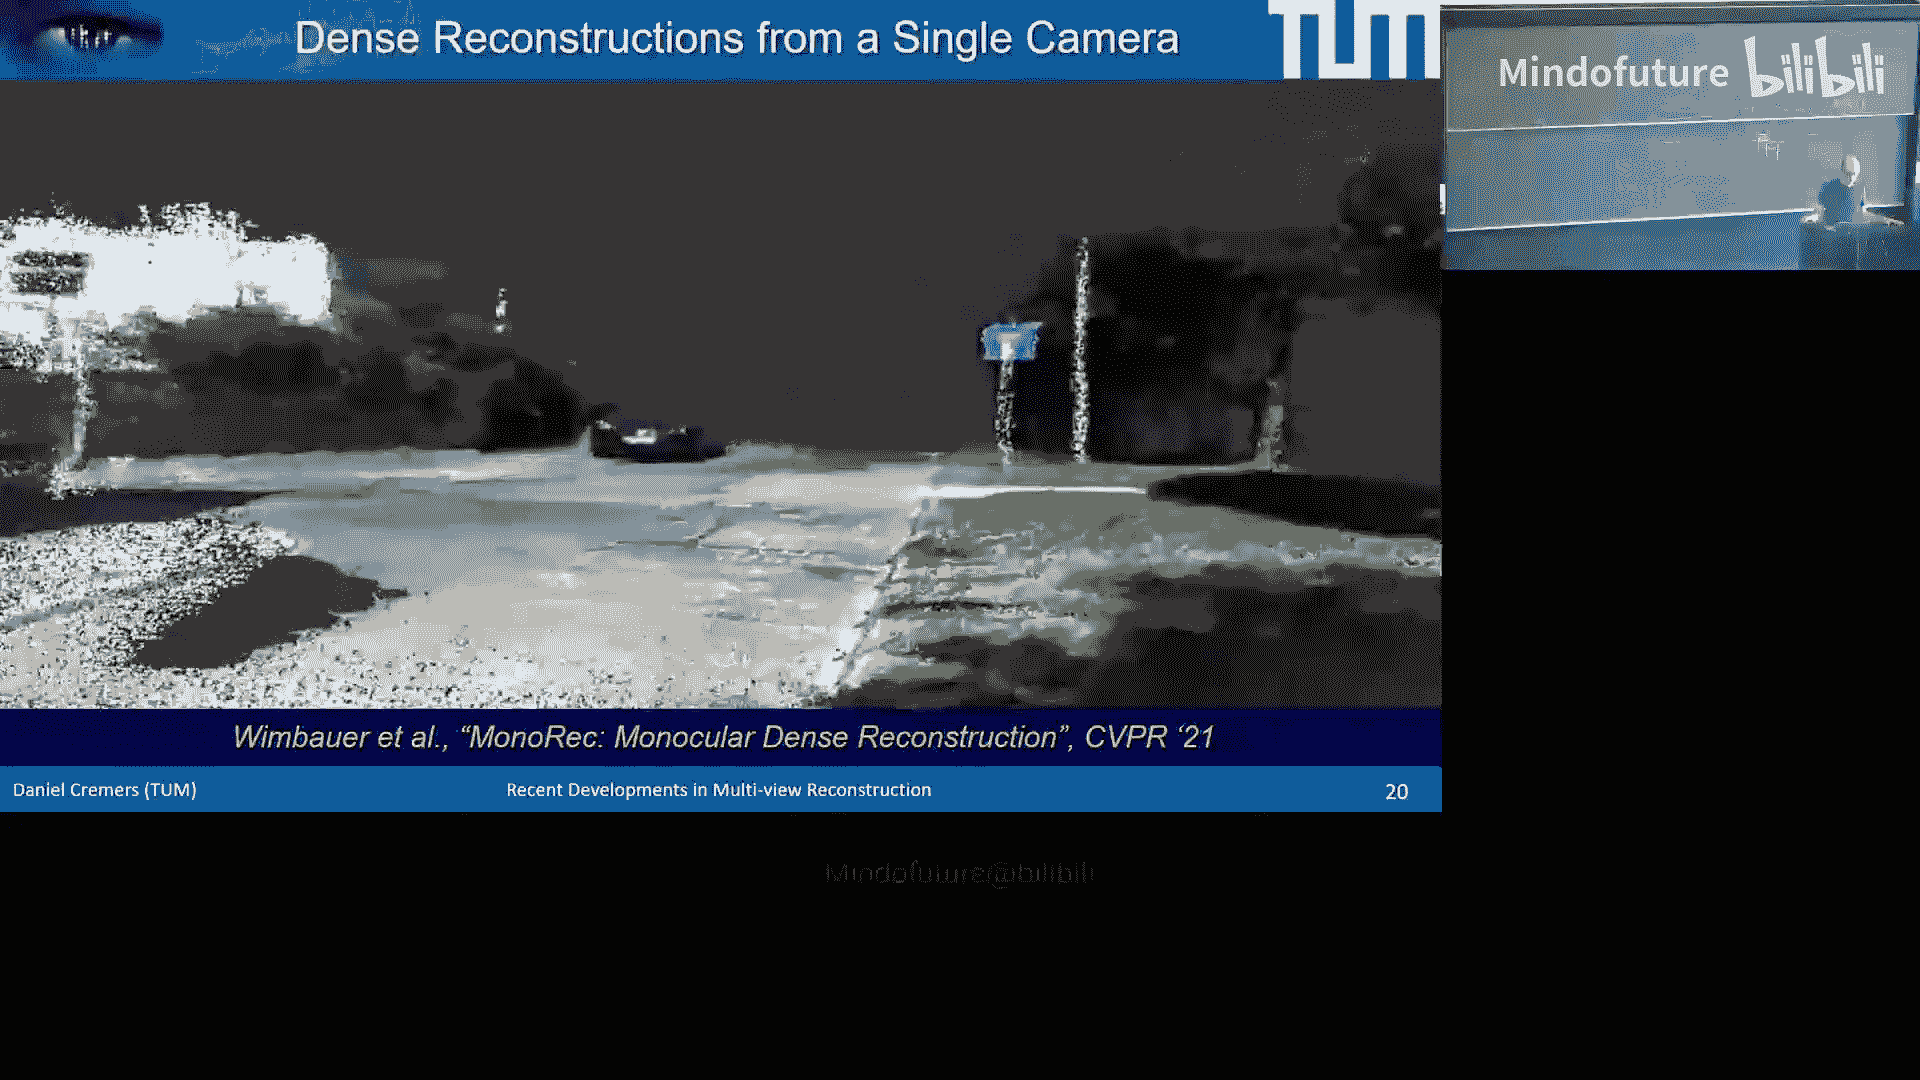 Dense Reconstructions from a Single Camera
TUM
Mindofuture bilibili
Wimbauer et al., “MonoRec: Monocular Dense Reconstruction”, CVPR ‘21
Daniel Cremers (TUM)
Recent Developments in Multi-view Reconstruction
20
Mindofuture@bilibili